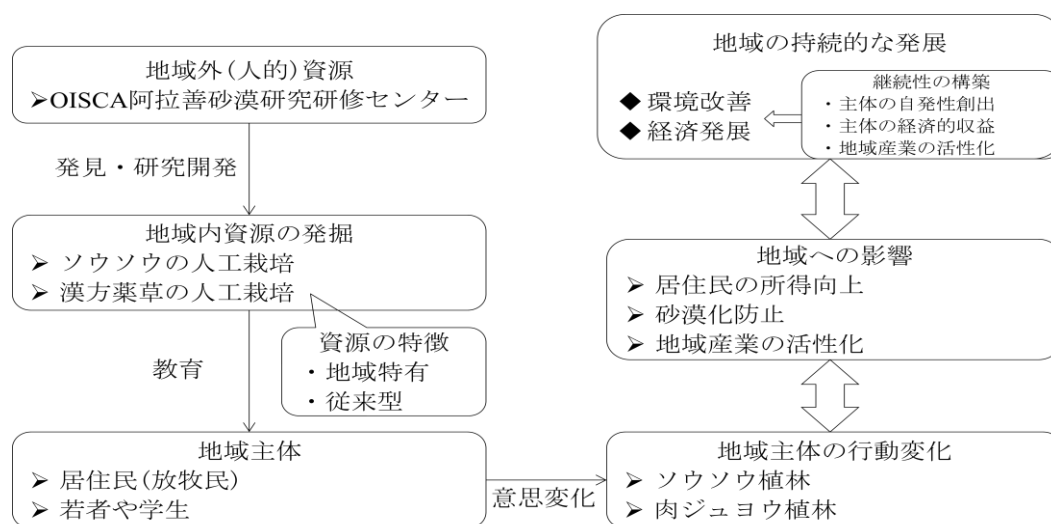 地域外(人的)資源
➤OISCA阿拉善砂漠研究研修センター
発見・研究開発
地域内資源の発掘
➤ ソウソウの人工栽培
➤ 漢方薬草の人工栽培
資源の特徴
・地域特有
・従来型
教育
地域主体
➤ 居住民(放牧民)
➤ 若者や学生
意思変化
地域主体の行動変化
➤ ソウソウ植林
➤ 肉ジュヨウ植林
地域への影響
➤ 居住民の所得向上
➤ 砂漠化防止
➤ 地域産業の活性化
地域の持続的な発展
◆ 環境改善
◆ 経済発展
継続性の構築
・主体の自発性創出
・主体の経済的収益
・地域産業の活性化